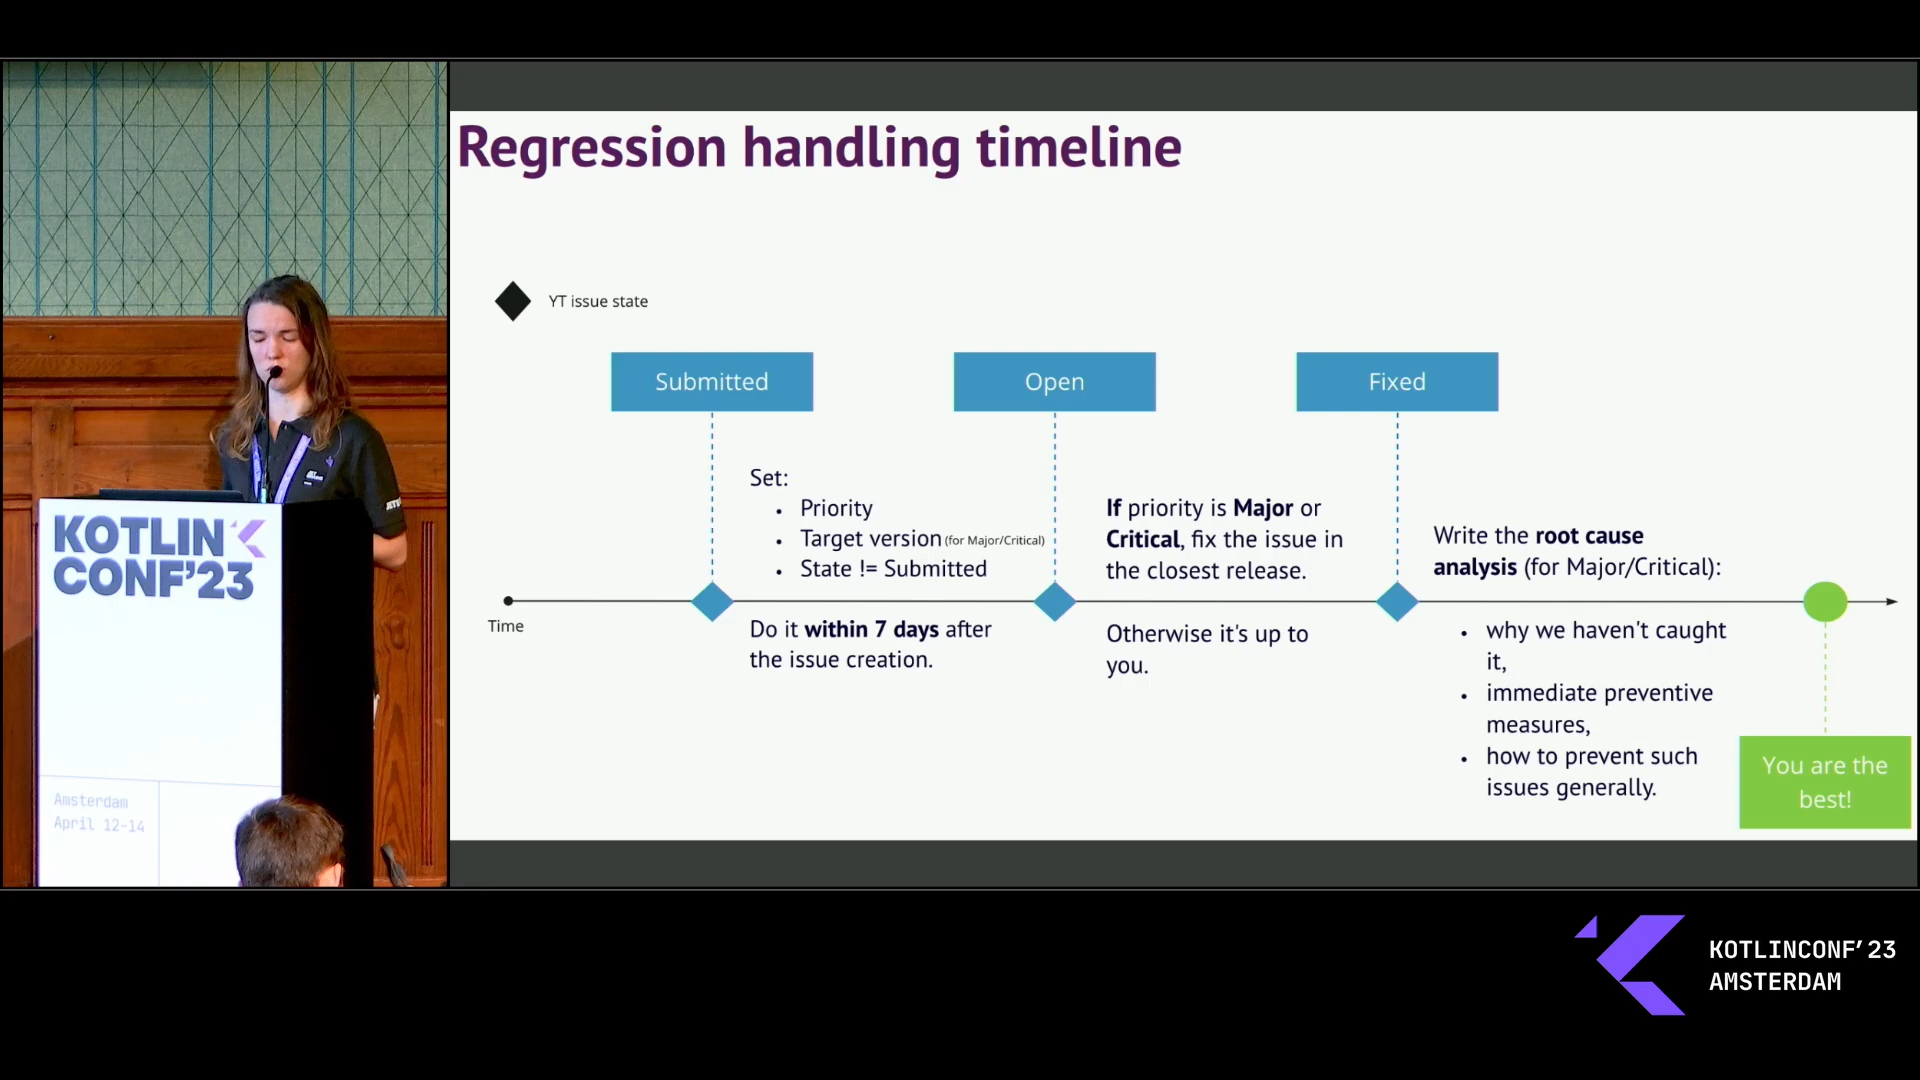 Regression handling timeline
YT issue state
Submitted
Open
Fixed
Set:
• Priority
• Target version (for Major/Critical)
• State != Submitted
If priority is Major or
Critical, fix the issue in
the closest release.
Write the root cause
analysis (for Major/Critical):
Time
Do it within 7 days after
the issue creation.
Otherwise it's up to
you.
• why we haven't caught
it,
• immediate preventive
measures,
• how to prevent such
issues generally.
You are the
best!
KOTLIN
CONF'23
Amsterdam
April 12-14
KOTLINCONF'23
AMSTERDAM